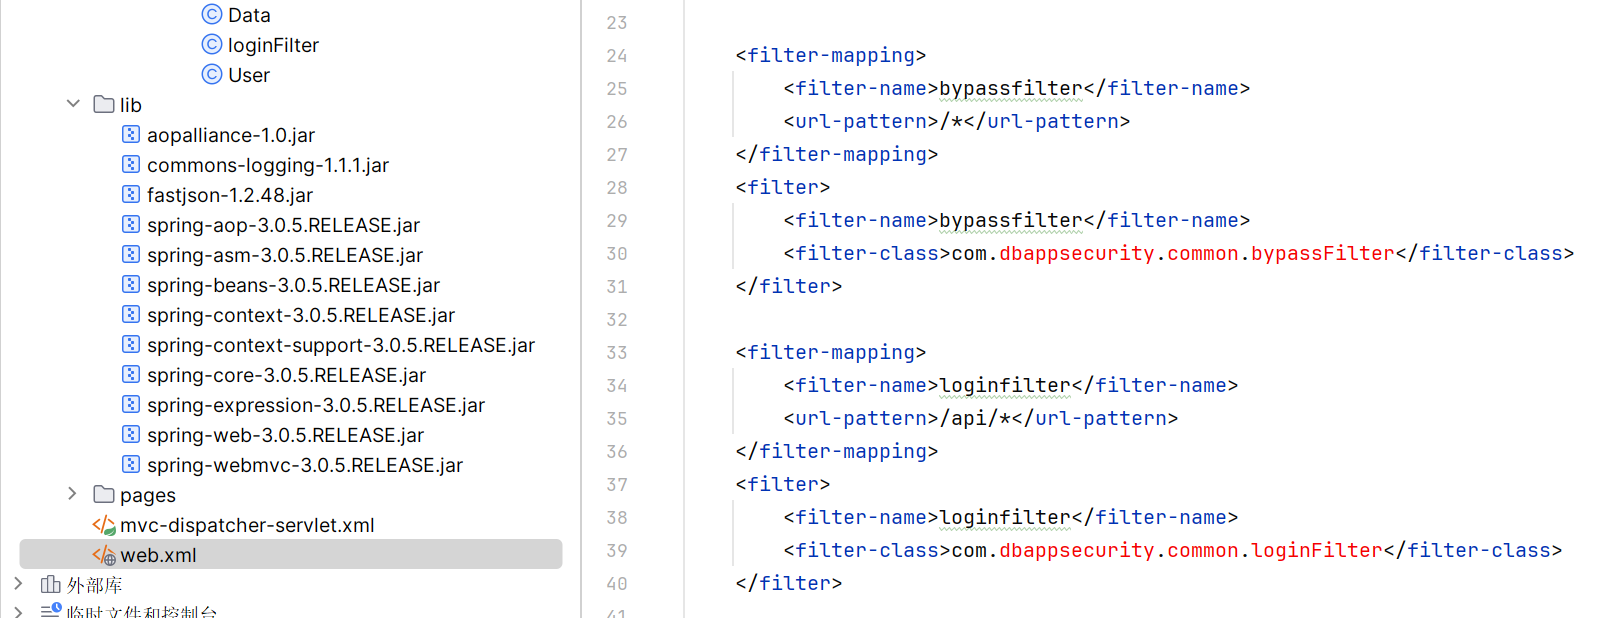 Data
loginFilter
User
lib
aopalliance-1.0.jar
commons-logging-1.1.1.jar
fastjson-1.2.48.jar
spring-aop-3.0.5.RELEASE.jar
spring-asm-3.0.5.RELEASE.jar
spring-beans-3.0.5.RELEASE.jar
spring-context-3.0.5.RELEASE.jar
spring-context-support-3.0.5.RELEASE.jar
spring-core-3.0.5.RELEASE.jar
spring-expression-3.0.5.RELEASE.jar
spring-web-3.0.5.RELEASE.jar
spring-webmvc-3.0.5.RELEASE.jar
pages
mvc-dispatcher-servlet.xml
web.xml
外部库
临时文件和控制台
23
24 <filter-mapping>
25 <filter-name>bypassfilter</filter-name>
26 <url-pattern>/*</url-pattern>
27 </filter-mapping>
28 <filter>
29 <filter-name>bypassfilter</filter-name>
30 <filter-class>com.dbappsecurity.common.bypassFilter</filter-class>
31 </filter>
32
33 <filter-mapping>
34 <filter-name>loginfilter</filter-name>
35 <url-pattern>/api/*</url-pattern>
36 </filter-mapping>
37 <filter>
38 <filter-name>loginfilter</filter-name>
39 <filter-class>com.dbappsecurity.common.loginFilter</filter-class>
40 </filter>
41